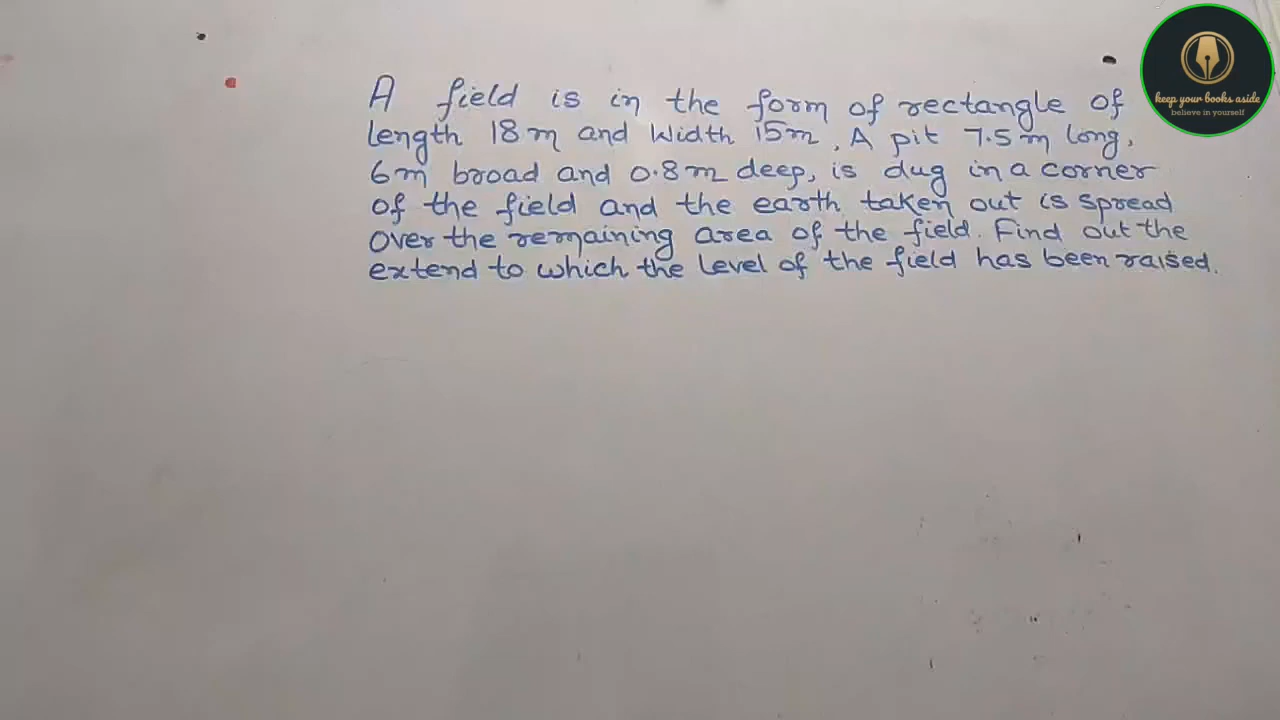 A field is in the form of rectangle of
length 18 m and width 15m, A pit 7.5 m long,
6m broad and 0.8 m deep, is dug in a corner
of the field and the earth taken out is spread
over the remaining area of the field. Find out the
extend to which the level of the field has been raised.
keep your books aside
believe in yourself